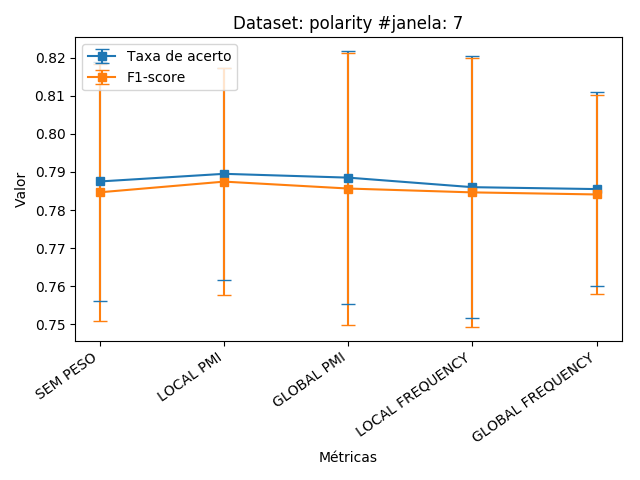 Dataset: polarity #janela: 7
Taxa de acerto
F1-score
Valor
0.82
0.81
0.80
0.79
0.78
0.77
0.76
0.75
SEM PESO
LOCAL PMI
GLOBAL PMI
LOCAL FREQUENCY
GLOBAL FREQUENCY
Métricas